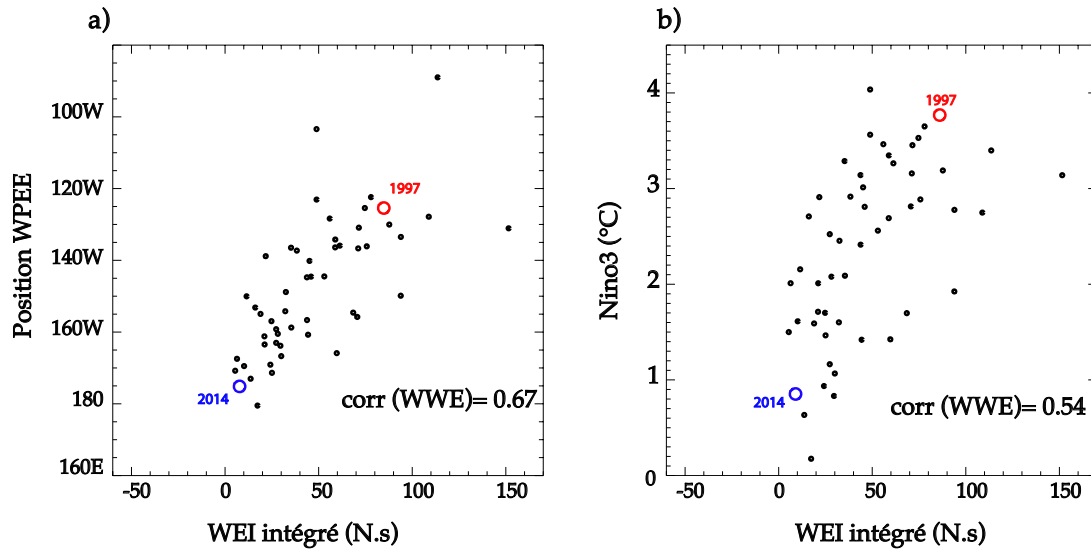 a)
Position WPEE
100W
120W
140W
160W
180
160E
1997
2014
corr (WWE)= 0.67
-50 0 50 100 150
WEI intégré (N.s)
b)
Nino3 (°C)
4
3
2
1
0
1997
2014
corr (WWE)= 0.54
-50 0 50 100 150
WEI intégré (N.s)